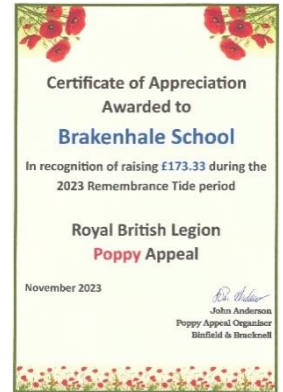 Certificate of Appreciation
Awarded to
Brakenhale School
In recognition of raising £173.33 during the
2023 Remembrance Tide period
Royal British Legion
Poppy Appeal
November 2023
John Anderson
Poppy Appeal Organiser
Binfield & Bracknell